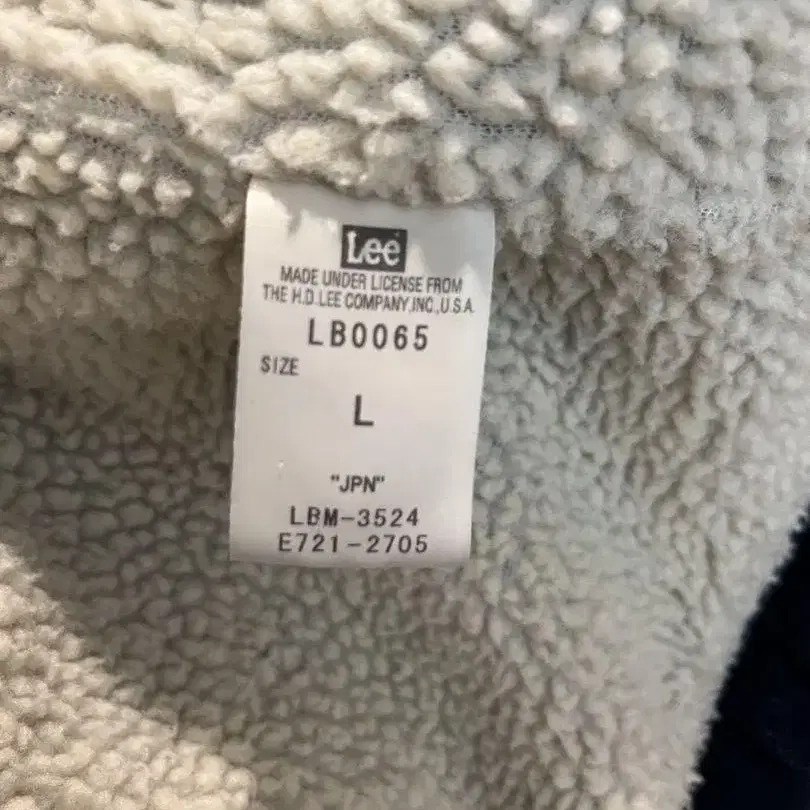 Lee
MADE UNDER LICENSE FROM
THE H.D.LEE COMPANY,INC.,U.S.A.
LB0065
SIZE
L
"JPN"
LBM-3524
E721-2705